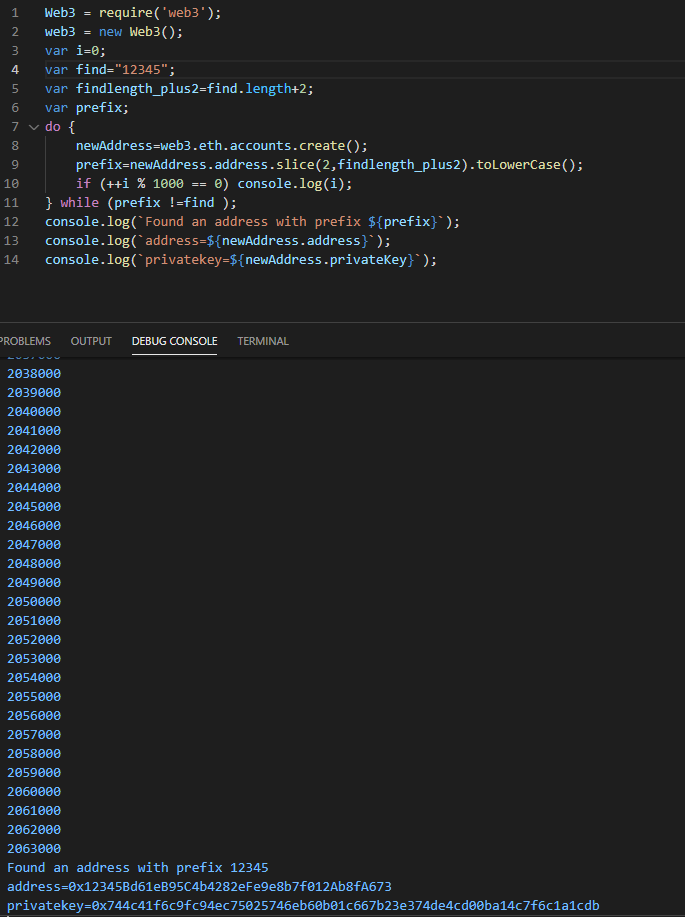 1 Web3 = require('web3');
2 web3 = new Web3();
3 var i=0;
4 var find="12345";
5 var findlength_plus2=find.length+2;
6 var prefix;
7 do {
8 newAddress=web3.eth.accounts.create();
9 prefix=newAddress.address.slice(2,findlength_plus2).toLowerCase();
10 if (++i % 1000 == 0) console.log(i);
11 } while (prefix !=find );
12 console.log(`Found an address with prefix ${prefix}`);
13 console.log(`address=${newAddress.address}`);
14 console.log(`privatekey=${newAddress.privateKey}`);
PROBLEMS OUTPUT DEBUG CONSOLE TERMINAL
2037000
2038000
2039000
2040000
2041000
2042000
2043000
2044000
2045000
2046000
2047000
2048000
2049000
2050000
2051000
2052000
2053000
2054000
2055000
2056000
2057000
2058000
2059000
2060000
2061000
2062000
2063000
Found an address with prefix 12345
address=0x12345Bd61eB95C4b4282eFe9e8b7f012Ab8fA673
privatekey=0x744c41f6c9fc94ec75025746eb60b01c667b23e374de4cd00ba14c7f6c1a1cdb